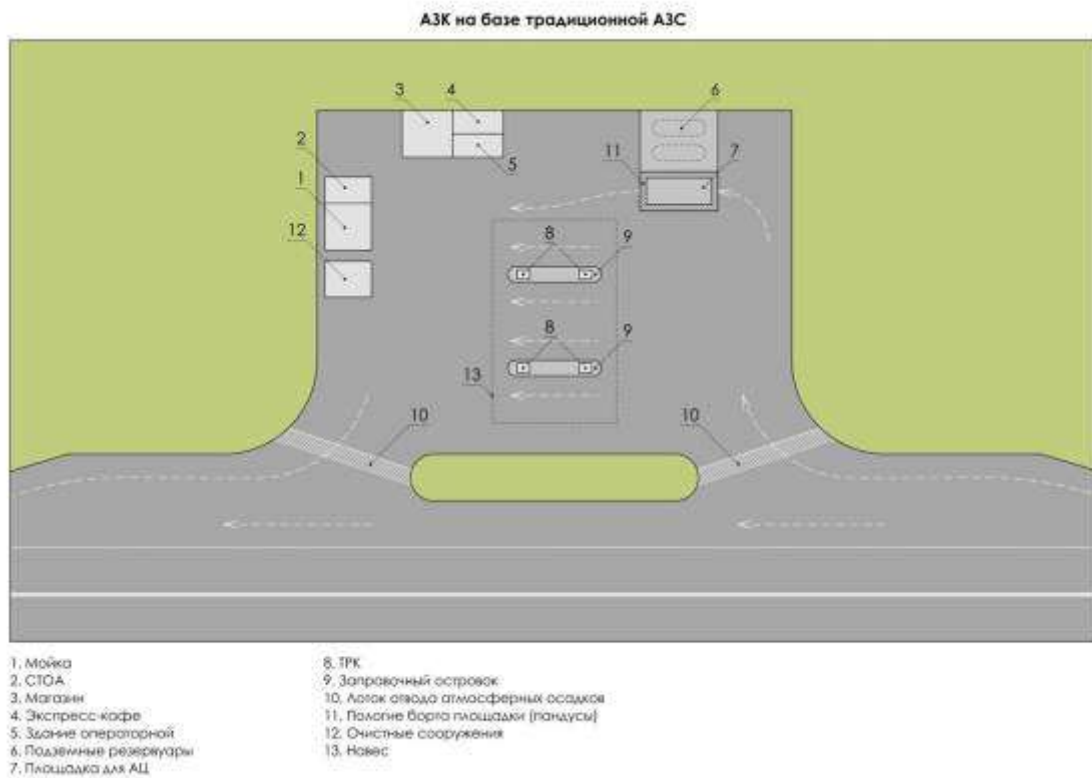 АЗК на базе традиционной АЗС
3
4
6
2
5
11
7
1
12
8
9
8
9
13
10
10
1. Мойка
2. СТОА
3. Магазин
4. Экспресс-кафе
5. Здание операторной
6. Подземные резервуары
7. Площадка для АЦ
8. ТРК
9. Заправочный островок
10. Лоток отвода атмосферных осадков
11. Пологие борта площадки (пандусы)
12. Очистные сооружения
13. Навес